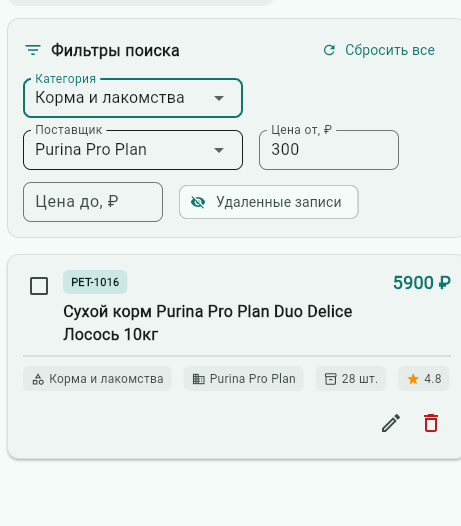 Фильтры поиска
Сбросить все
Категория
Корма и лакомства
Поставщик
Purina Pro Plan
Цена от, ₽
300
Цена до, ₽
Удаленные записи
PET-1016
5900 ₽
Сухой корм Purina Pro Plan Duo Delice
Лосось 10кг
Корма и лакомства
Purina Pro Plan
28 шт.
4.8